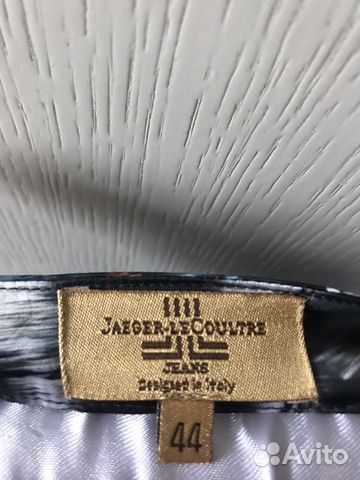 JAEGER-LECOULTRE
JEANS
Designed in Italy
44
Avito